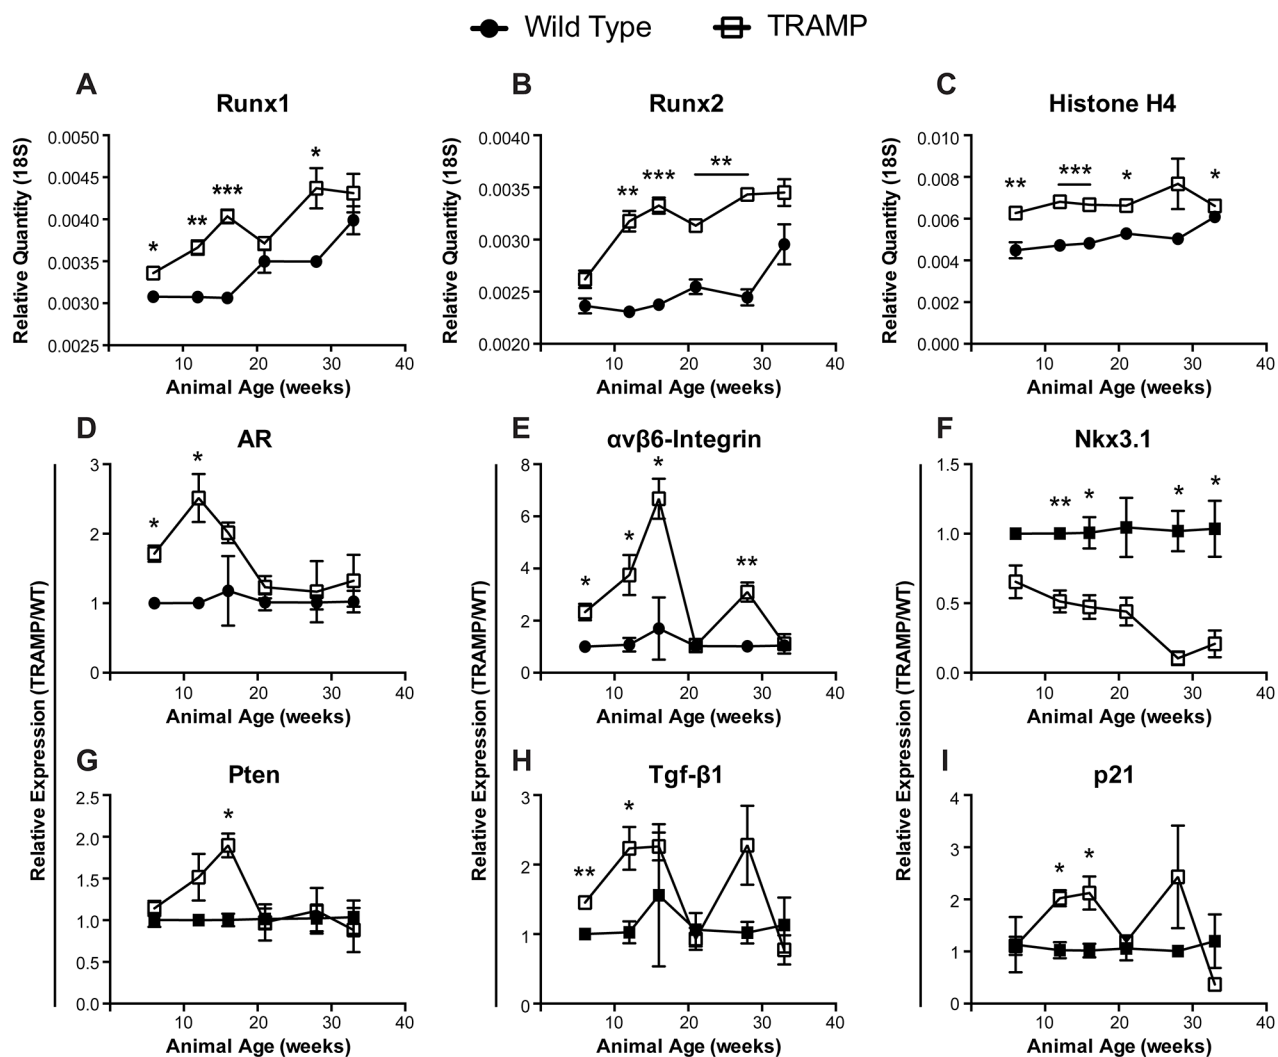 Wild Type TRAMP
A B C
Runx1 Runx2 Histone H4
Relative Quantity (18S)
0.0050
0.0045
0.0040
0.0035
0.0030
0.0025
* ** *** *
10 20 30 40
Animal Age (weeks)
Relative Quantity (18S)
0.0040
0.0035
0.0030
0.0025
0.0020
** *** **
10 20 30 40
Animal Age (weeks)
Relative Quantity (18S)
0.010
0.008
0.006
0.004
0.002
0.000
** *** * *
10 20 30 40
Animal Age (weeks)
D E F
AR αvβ6-Integrin Nkx3.1
Relative Expression (TRAMP/WT)
3
2
1
0
* *
10 20 30 40
Animal Age (weeks)
Relative Expression (TRAMP/WT)
8
6
4
2
0
* * * **
10 20 30 40
Animal Age (weeks)
Relative Expression (TRAMP/WT)
1.5
1.0
0.5
0.0
** * * *
10 20 30 40
Animal Age (weeks)
G H I
Pten Tgf-β1 p21
2.5
2.0
1.5
1.0
0.5
0.0
*
10 20 30 40
Animal Age (weeks)
3
2
1
0
** *
10 20 30 40
Animal Age (weeks)
4
3
2
1
0
* *
10 20 30 40
Animal Age (weeks)